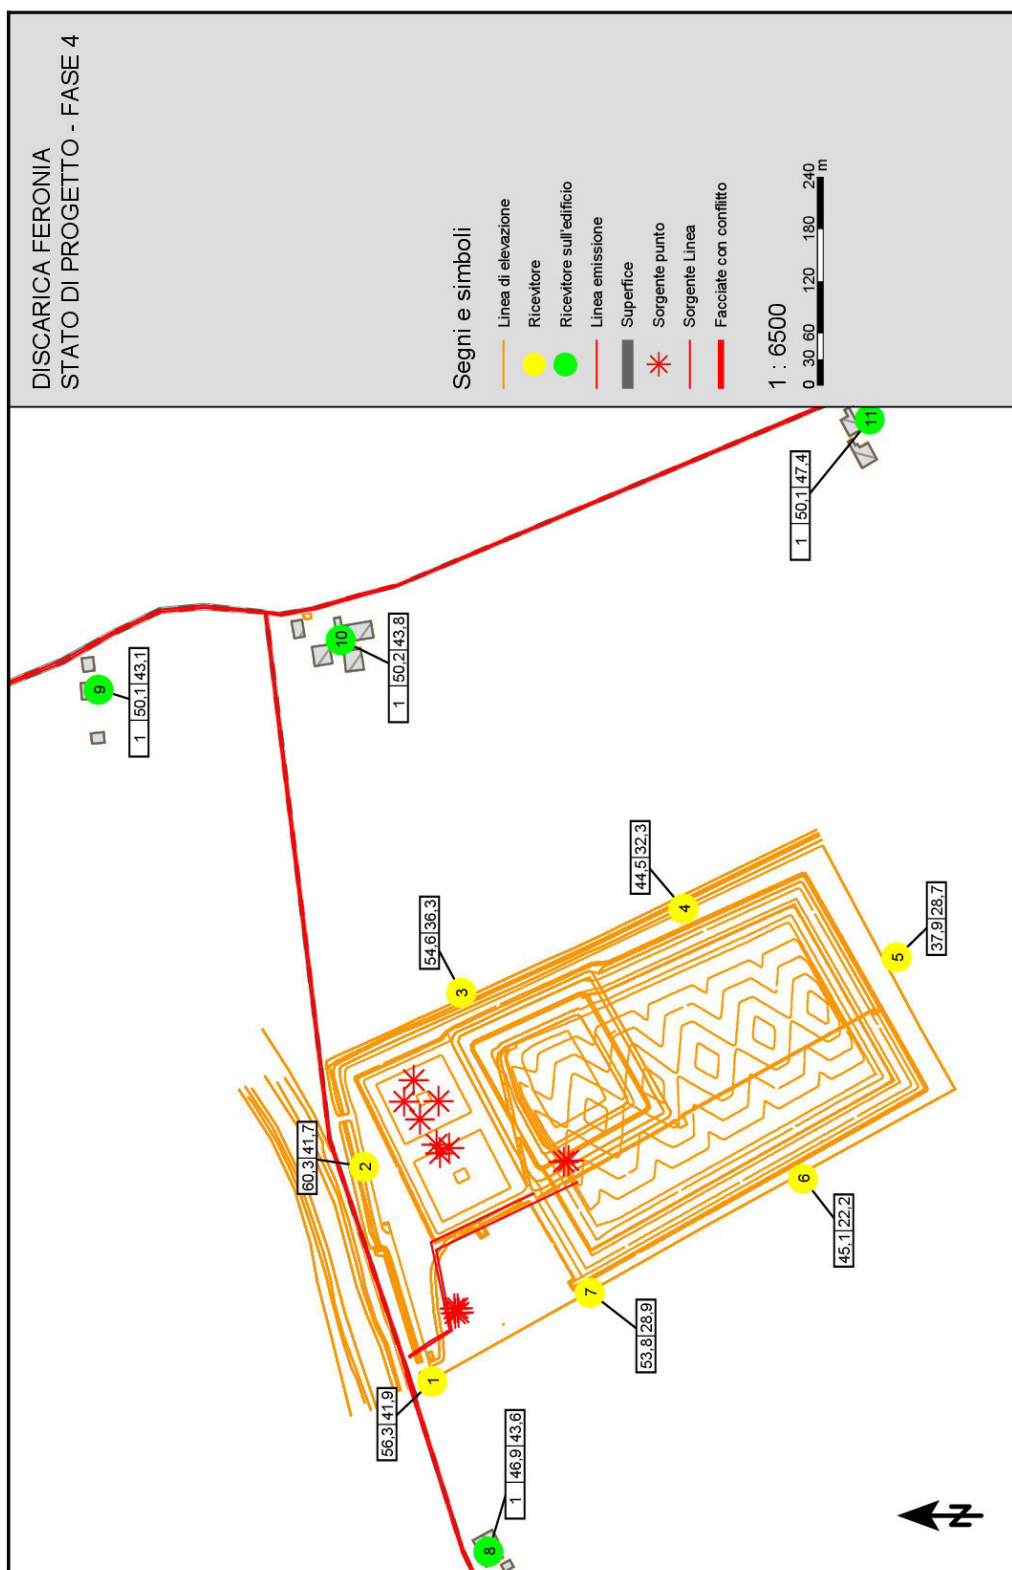 DISCARICA FERONIA
STATO DI PROGETTO - FASE 4
Segni e simboli
Linea di elevazione
Ricevitore
Ricevitore sull'edificio
Linea emissione
Superfice
Sorgente punto
Sorgente Linea
Facciate con conflitto
1 : 6500
0 30 60 120 180 240
m
9
1 50,1 43,1
10
1 50,2 43,8
11
1 50,1 47,4
3
54,6 36,3
4
44,5 32,3
5
37,9 28,7
2
60,3 41,7
6
45,1 22,2
7
53,8 28,9
1
56,3 41,9
8
1 46,9 43,6
N